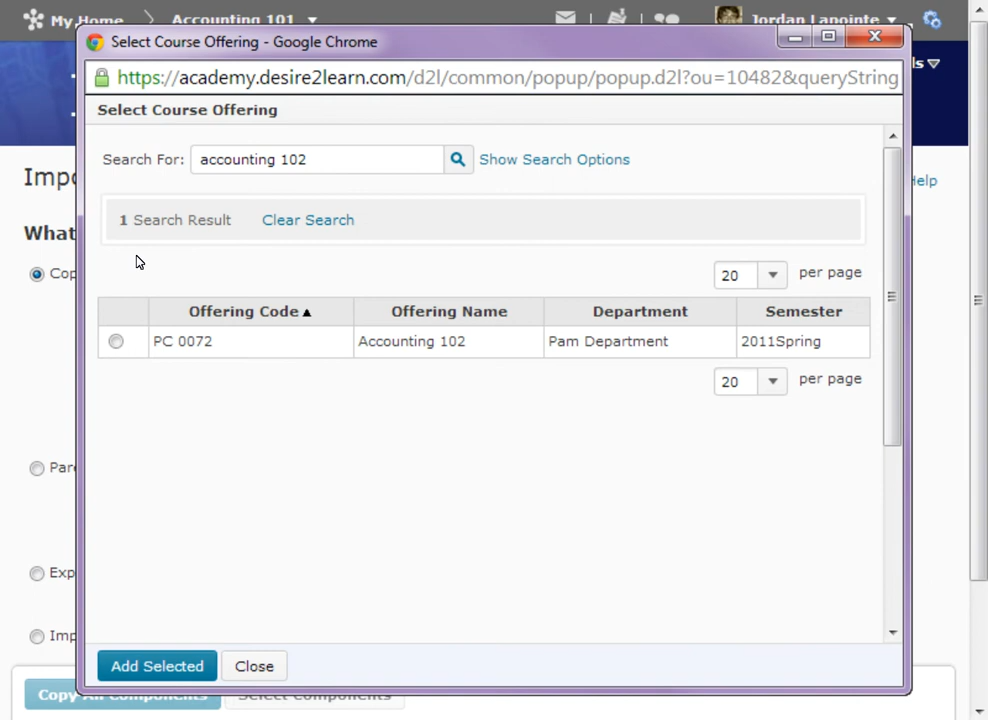 My Home
Accounting 101
Jordan Lapointe
Select Course Offering - Google Chrome
https://academy.desire2learn.com/d2l/common/popup/popup.d2l?ou=10482&queryString
Select Course Offering
Search For: accounting 102 Show Search Options
Help
1 Search Result Clear Search
What
20 per page
Offering Code Offering Name Department Semester
PC 0072 Accounting 102 Pam Department 2011Spring
20 per page
Add Selected Close
Copy All Components Select Components